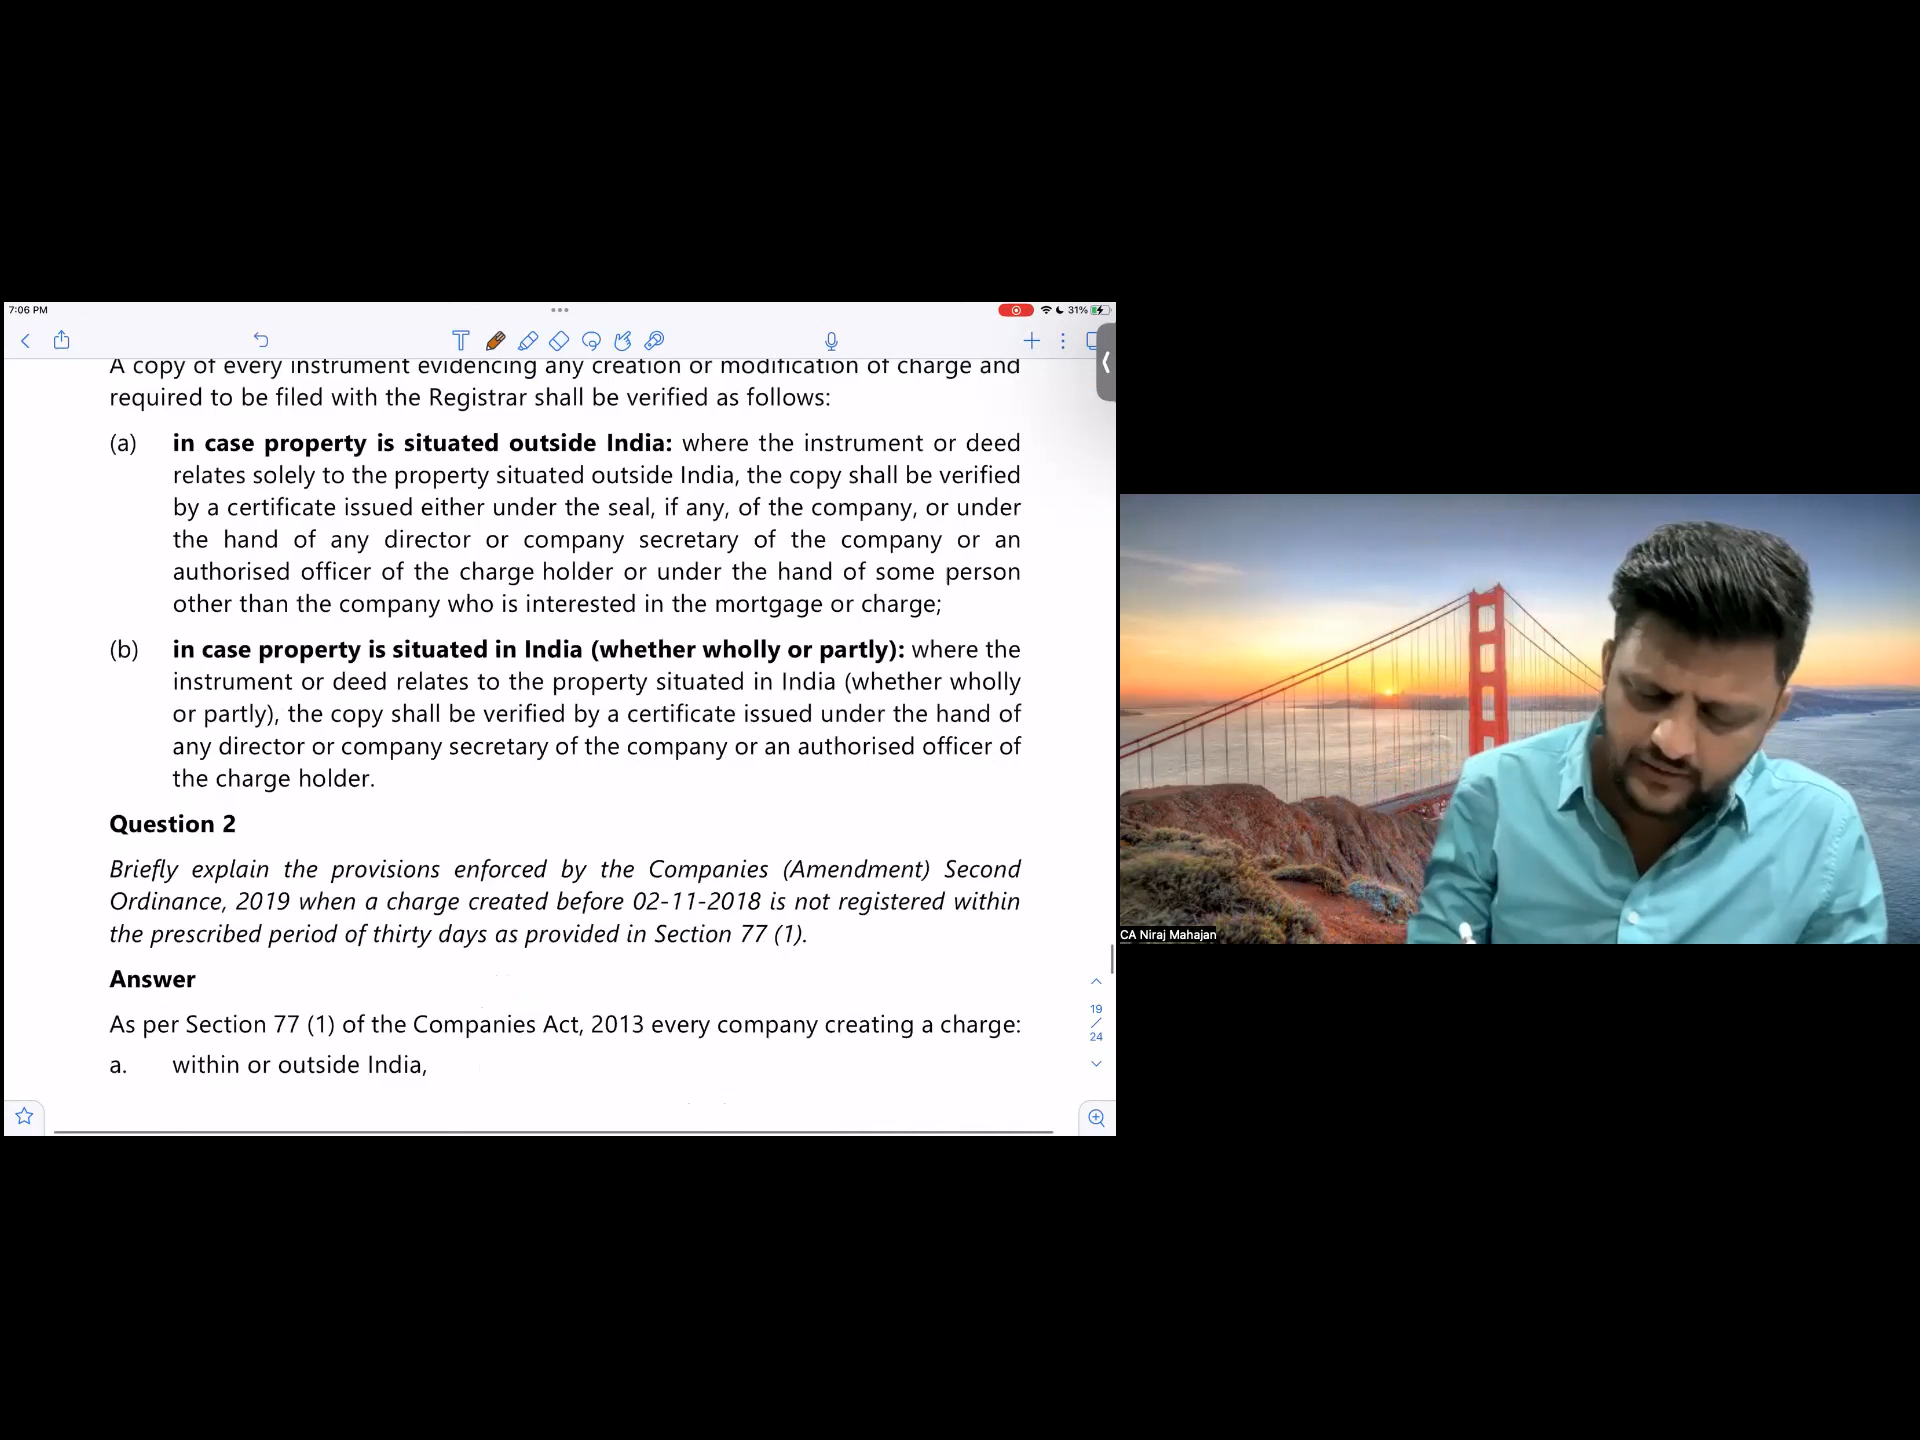 7:06 PM
31%
A copy of every instrument evidencing any creation or modification of charge and
required to be filed with the Registrar shall be verified as follows:
(a) in case property is situated outside India: where the instrument or deed
relates solely to the property situated outside India, the copy shall be verified
by a certificate issued either under the seal, if any, of the company, or under
the hand of any director or company secretary of the company or an
authorised officer of the charge holder or under the hand of some person
other than the company who is interested in the mortgage or charge;
(b) in case property is situated in India (whether wholly or partly): where the
instrument or deed relates to the property situated in India (whether wholly
or partly), the copy shall be verified by a certificate issued under the hand of
any director or company secretary of the company or an authorised officer of
the charge holder.
Question 2
Briefly explain the provisions enforced by the Companies (Amendment) Second
Ordinance, 2019 when a charge created before 02-11-2018 is not registered within
the prescribed period of thirty days as provided in Section 77 (1).
Answer
As per Section 77 (1) of the Companies Act, 2013 every company creating a charge:
a. within or outside India,
19
/
24
CA Niraj Mahajan